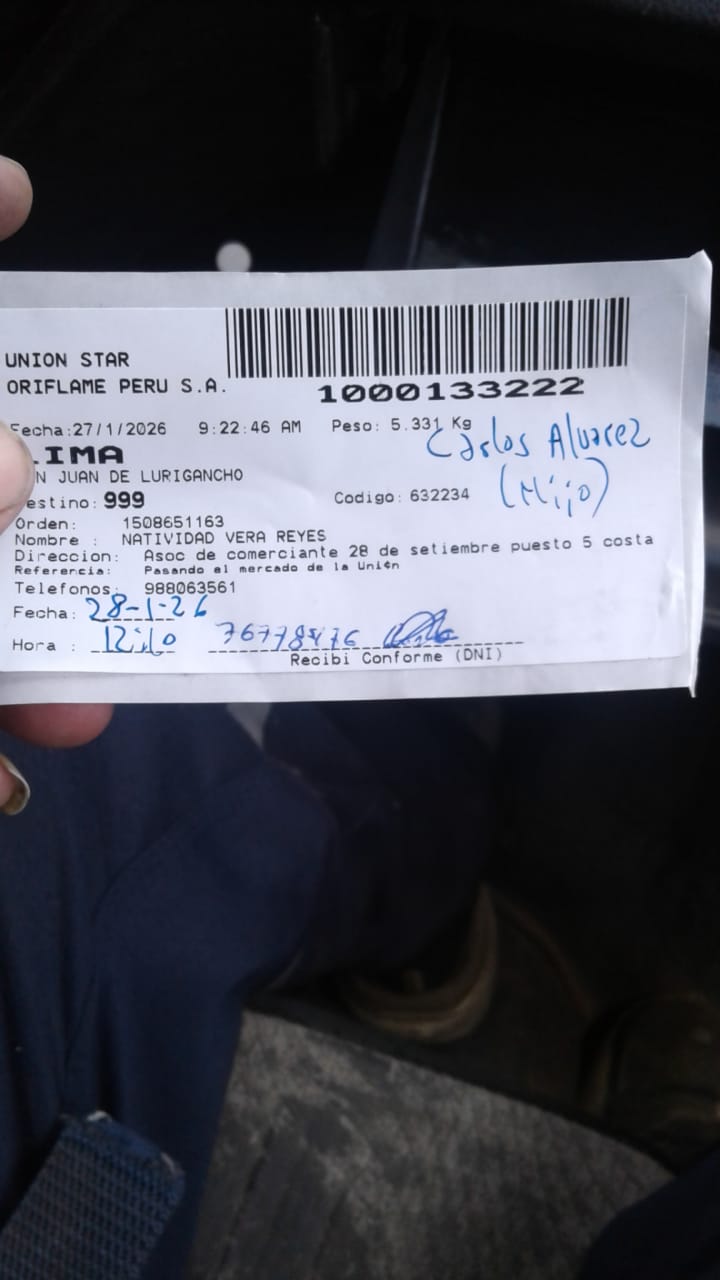 UNION STAR
ORIFLAME PERU S.A.
1000133222
Fecha:27/1/2026 9:22:46 AM Peso: 5.331 Kg
LIMA
Carlos Alvarez
N JUAN DE LURIGANCHO
(Hijo)
estino: 999 Codigo: 632234
Orden: 1508651163
Nombre : NATIVIDAD VERA REYES
Direccion: Asoc de comerciante 28 de setiembre puesto 5 costa
Referencia: Pasando el mercado de la Unión
Telefonos: 988063561
Fecha: 28-1-26
Hora : 12:10
Recibi Conforme (DNI)